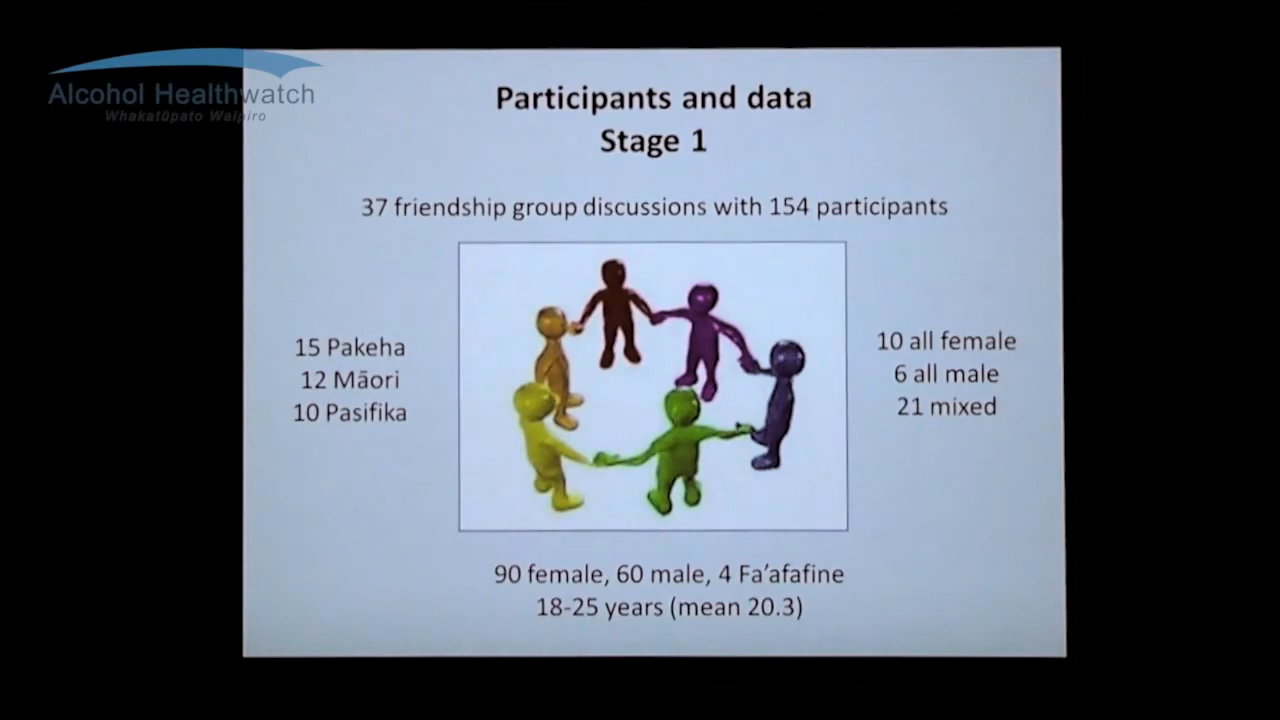 Alcohol Healthwatch
Whakatūpato Waipiro
Participants and data
Stage 1
37 friendship group discussions with 154 participants
15 Pakeha
12 Māori
10 Pasifika
10 all female
6 all male
21 mixed
90 female, 60 male, 4 Fa’afafine
18-25 years (mean 20.3)